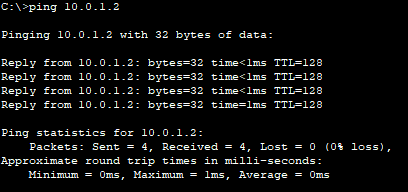 C:\>ping 10.0.1.2
Pinging 10.0.1.2 with 32 bytes of data:
Reply from 10.0.1.2: bytes=32 time<1ms TTL=128
Reply from 10.0.1.2: bytes=32 time<1ms TTL=128
Reply from 10.0.1.2: bytes=32 time<1ms TTL=128
Reply from 10.0.1.2: bytes=32 time=1ms TTL=128
Ping statistics for 10.0.1.2:
Packets: Sent = 4, Received = 4, Lost = 0 (0% loss),
Approximate round trip times in milli-seconds:
Minimum = 0ms, Maximum = 1ms, Average = 0ms